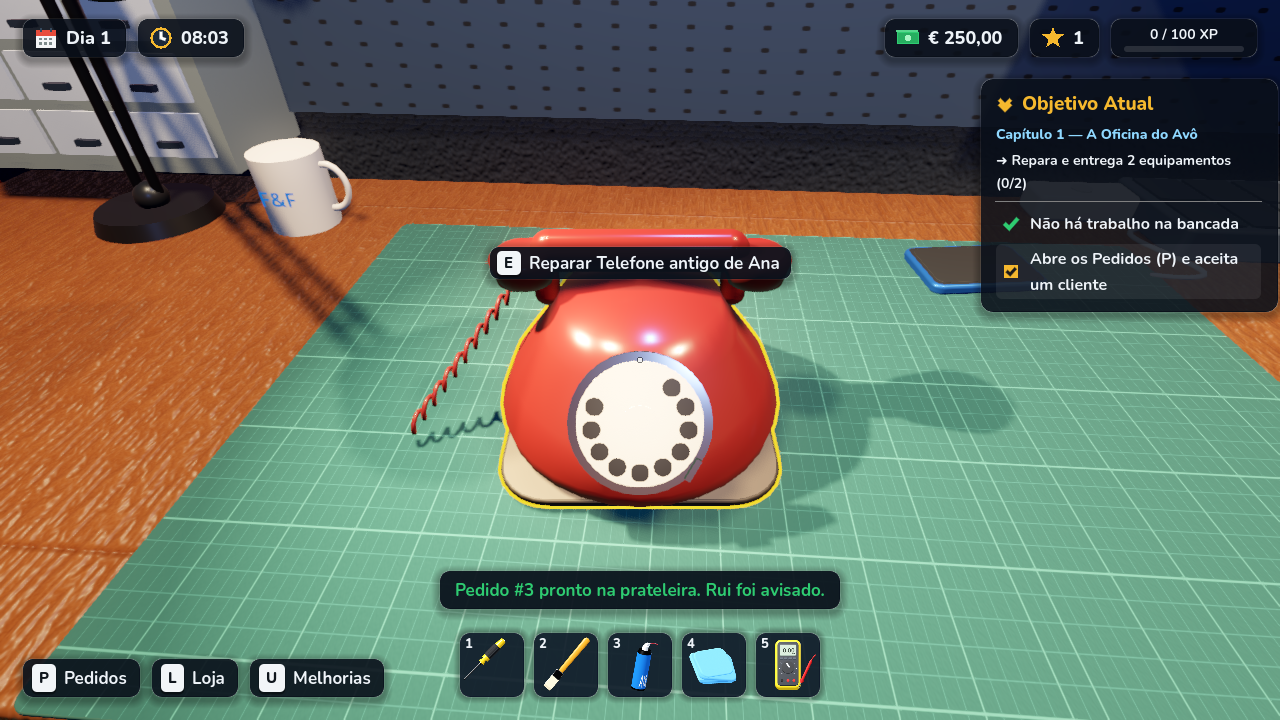 Dia 1
08:03
€ 250,00
1
0 / 100 XP
Objetivo Atual
Capítulo 1 — A Oficina do Avô
➜ Repara e entrega 2 equipamentos
(0/2)
Não há trabalho na bancada
Abre os Pedidos (P) e aceita
um cliente
F&F
E Reparar Telefone antigo de Ana
Pedido #3 pronto na prateleira. Rui foi avisado.
1
2
3
4
5
P Pedidos
L Loja
U Melhorias